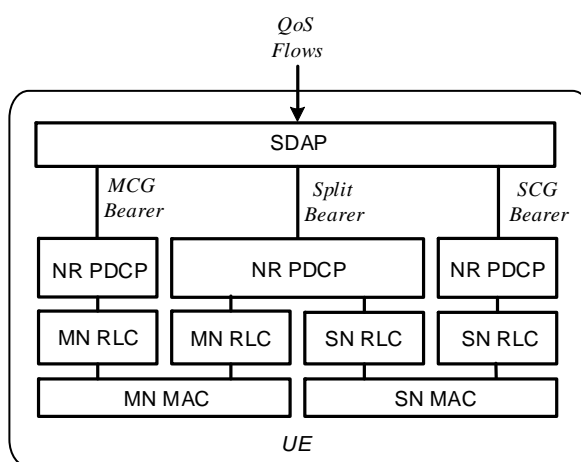 QoS
Flows
SDAP
MCG
Bearer
Split
Bearer
SCG
Bearer
NR PDCP
NR PDCP
NR PDCP
MN RLC
MN RLC
SN RLC
SN RLC
MN MAC
SN MAC
UE